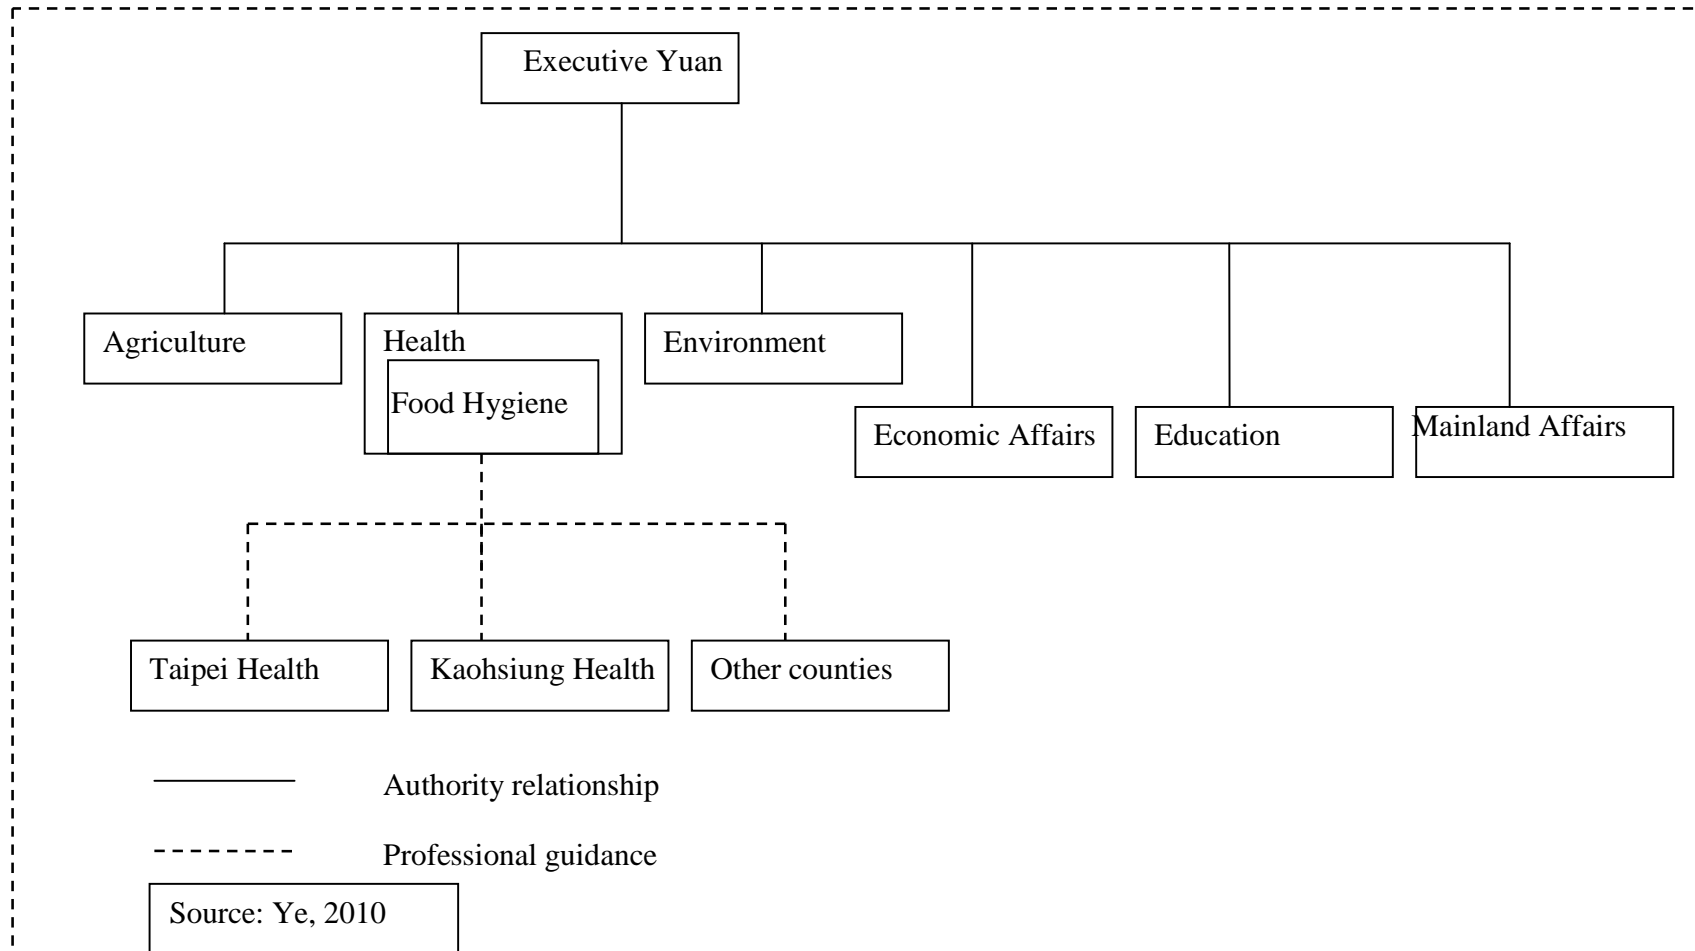 Executive Yuan
Agriculture
Health
Environment
Food Hygiene
Economic Affairs
Education
Mainland Affairs
Taipei Health
Kaohsiung Health
Other counties
Authority relationship
Professional guidance
Source: Ye, 2010